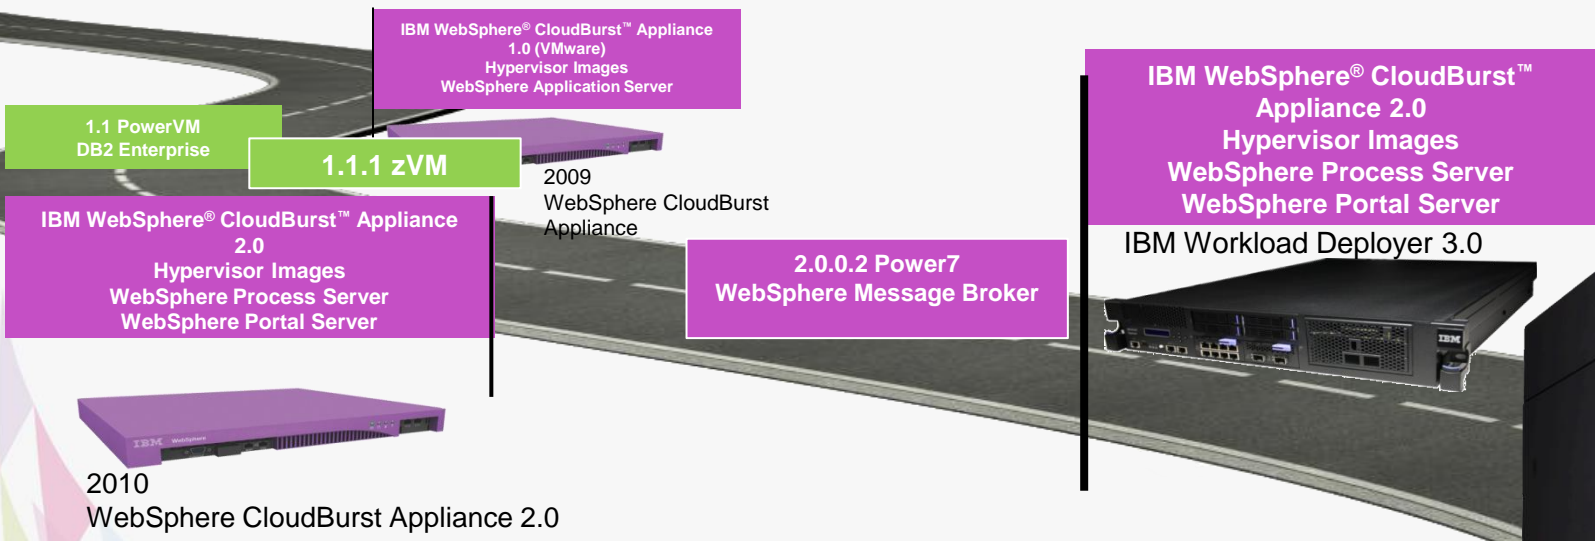 IBM WebSphere® CloudBurst™ Appliance
1.0 (VMware)
Hypervisor Images
WebSphere Application Server
1.1 PowerVM
DB2 Enterprise
1.1.1 zVM
2009
WebSphere CloudBurst
Appliance
IBM WebSphere® CloudBurst™ Appliance
2.0
Hypervisor Images
WebSphere Process Server
WebSphere Portal Server
IBM WebSphere
2010
WebSphere CloudBurst Appliance 2.0
2.0.0.2 Power7
WebSphere Message Broker
IBM WebSphere® CloudBurst™
Appliance 2.0
Hypervisor Images
WebSphere Process Server
WebSphere Portal Server
IBM Workload Deployer 3.0
IBM